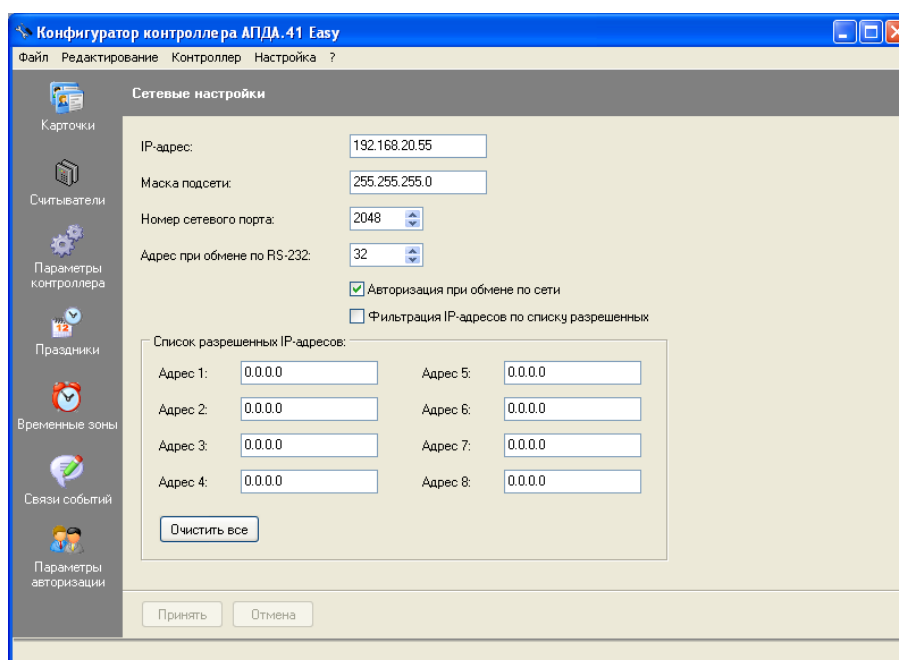 Конфигуратор контроллера АПДА.41 Easy
Файл Редактирование Контроллер Настройка ?
Карточки
Считыватели
Параметры
контроллера
Праздники
12
Временные зоны
Связи событий
Параметры
авторизации
Сетевые настройки
IP-адрес: 192.168.20.55
Маска подсети: 255.255.255.0
Номер сетевого порта: 2048
Адрес при обмене по RS-232: 32
Авторизация при обмене по сети
Фильтрация IP-адресов по списку разрешенных
Список разрешенных IP-адресов:
Адрес 1: 0.0.0.0 Адрес 5: 0.0.0.0
Адрес 2: 0.0.0.0 Адрес 6: 0.0.0.0
Адрес 3: 0.0.0.0 Адрес 7: 0.0.0.0
Адрес 4: 0.0.0.0 Адрес 8: 0.0.0.0
Очистить все
Принять Отмена